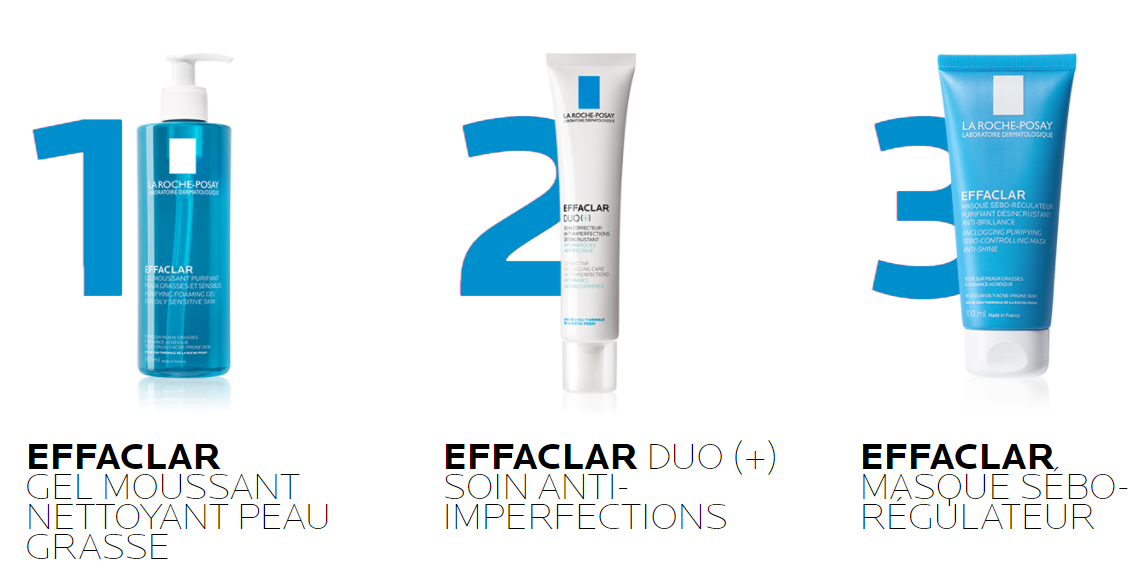 1
LA ROCHE-POSAY
LABORATOIRE DERMATOLOGIQUE
EFFACLAR
GEL MOUSSANT PURIFIANT
PEAUX GRASSES ET SENSIBLES
PURIFYING FOAMING GEL
FOR OILY SENSITIVE SKIN
EFFACLAR
GEL MOUSSANT
NETTOYANT PEAU
GRASSE
2
LA ROCHE-POSAY
LABORATOIRE DERMATOLOGIQUE
EFFACLAR
DUO(+)
SOIN CORRECTEUR
ANTI-IMPERFECTIONS
DÉSINCRUSTANT
EFFACLAR DUO (+)
SOIN ANTI-
IMPERFECTIONS
3
LA ROCHE-POSAY
LABORATOIRE DERMATOLOGIQUE
EFFACLAR
MASQUE SÉBO-RÉGULATEUR
PURIFIANT DÉSINCRUSTANT
ANTI-BRILLANCE
UNCLOGGING PURIFYING
SEBO-CONTROLLING MASK
ANTI-SHINE
100 ml Made in France
EFFACLAR
MASQUE SÉBO-
RÉGULATEUR